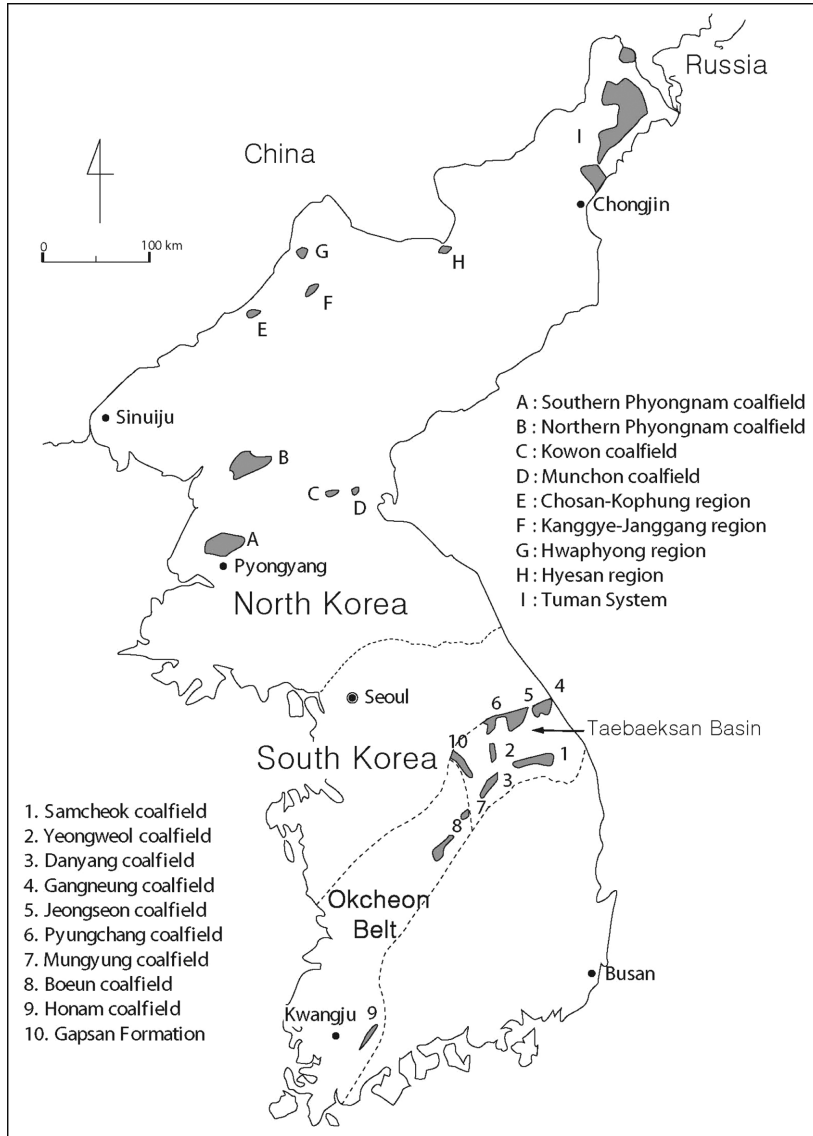 Russia
China
I
Chongjin
0
100 km
G
H
F
E
Sinuiju
A : Southern Phyongnam coalfield
B : Northern Phyongnam coalfield
C : Kowon coalfield
D : Munchon coalfield
E : Chosan-Kophung region
F : Kanggye-Janggang region
G : Hwaphyong region
H : Hyesan region
I : Tuman System
B
C
D
A
Pyongyang
North Korea
4
5
6
Seoul
Taebaeksan Basin
10
South Korea
2
1
3
7
8
1. Samcheok coalfield
2. Yeongweol coalfield
3. Danyang coalfield
4. Gangneung coalfield
5. Jeongseon coalfield
6. Pyungchang coalfield
7. Mungyung coalfield
8. Boeun coalfield
9. Honam coalfield
10. Gapsan Formation
Okcheon
Belt
Busan
Kwangju
9